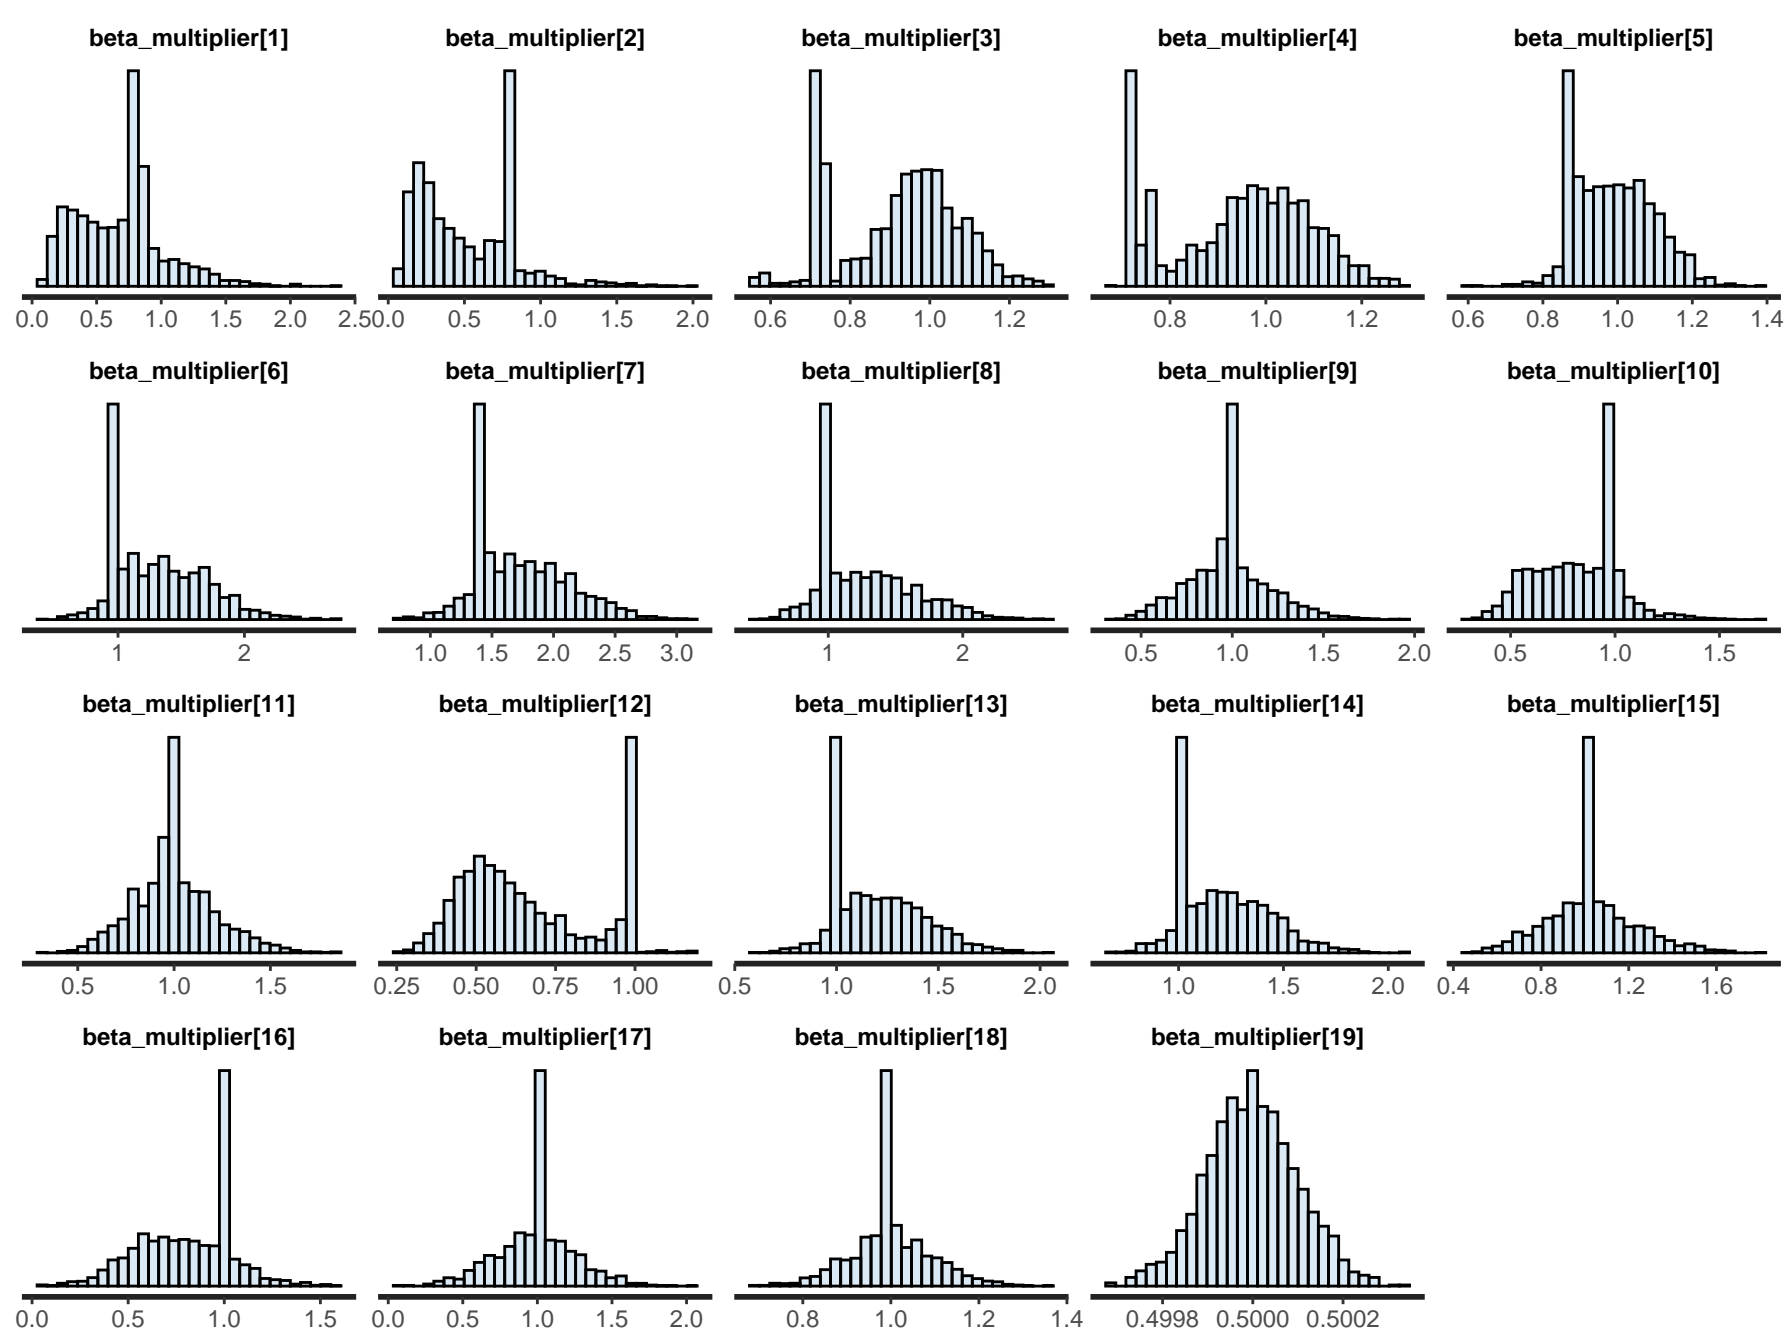 beta_multiplier[1] beta_multiplier[2] beta_multiplier[3] beta_multiplier[4] beta_multiplier[5]
0.0 0.5 1.0 1.5 2.0 2.5 0.0 0.5 1.0 1.5 2.0 0.6 0.8 1.0 1.2 0.8 1.0 1.2 0.6 0.8 1.0 1.2 1.4
beta_multiplier[6] beta_multiplier[7] beta_multiplier[8] beta_multiplier[9] beta_multiplier[10]
1 2 1.0 1.5 2.0 2.5 3.0 1 2 0.5 1.0 1.5 2.0 0.5 1.0 1.5
beta_multiplier[11] beta_multiplier[12] beta_multiplier[13] beta_multiplier[14] beta_multiplier[15]
0.5 1.0 1.5 0.25 0.50 0.75 1.00 0.5 1.0 1.5 2.0 1.0 1.5 2.0 0.4 0.8 1.2 1.6
beta_multiplier[16] beta_multiplier[17] beta_multiplier[18] beta_multiplier[19]
0.0 0.5 1.0 1.5 0.0 0.5 1.0 1.5 2.0 0.8 1.0 1.2 1.4 0.4998 0.5000 0.5002